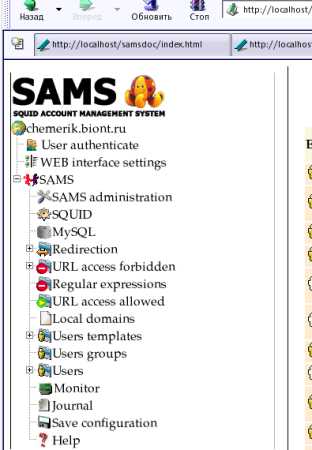 Назад
Вперед
Обновить
Стоп
http://localhost/
http://localhost/samsdoc/index.html
http://localhos
SAMS
SQUID ACCOUNT MANAGEMENT SYSTEM
chemerik.biont.ru
User authenticate
WEB interface settings
SAMS
SAMS administration
SQUID
MySQL
Redirection
URL access forbidden
Regular expressions
URL access allowed
Local domains
Users templates
Users groups
Users
Monitor
Journal
Save configuration
Help